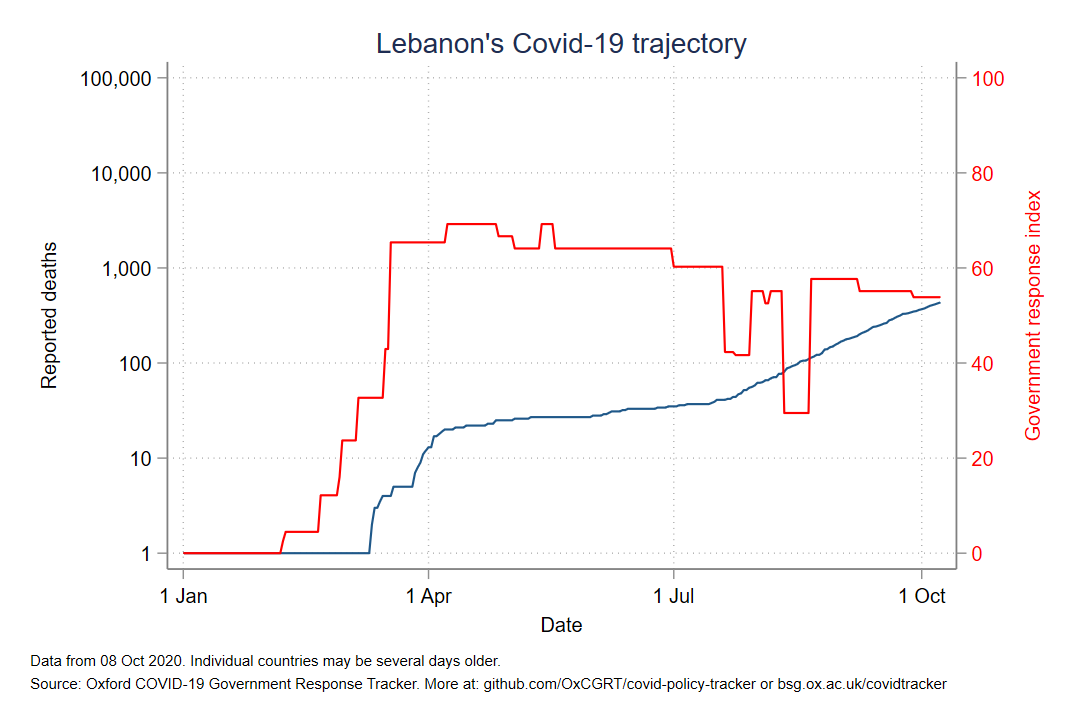 Lebanon's Covid-19 trajectory
100,000
10,000
1,000
100
10
1
Reported deaths
100
80
60
40
20
0
Government response index
1 Jan
1 Apr
1 Jul
1 Oct
Date
Data from 08 Oct 2020. Individual countries may be several days older.
Source: Oxford COVID-19 Government Response Tracker. More at: github.com/OxCGRT/covid-policy-tracker or bsg.ox.ac.uk/covidtracker